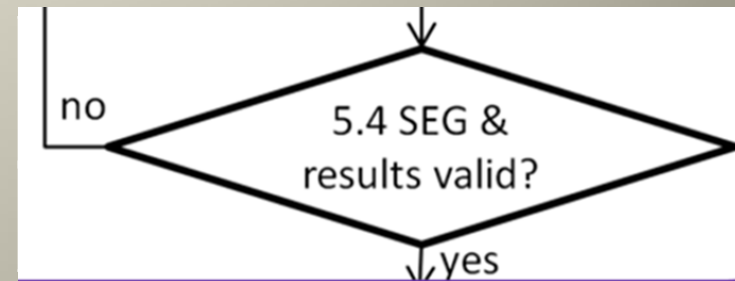 no
5.4 SEG &
results valid?
yes